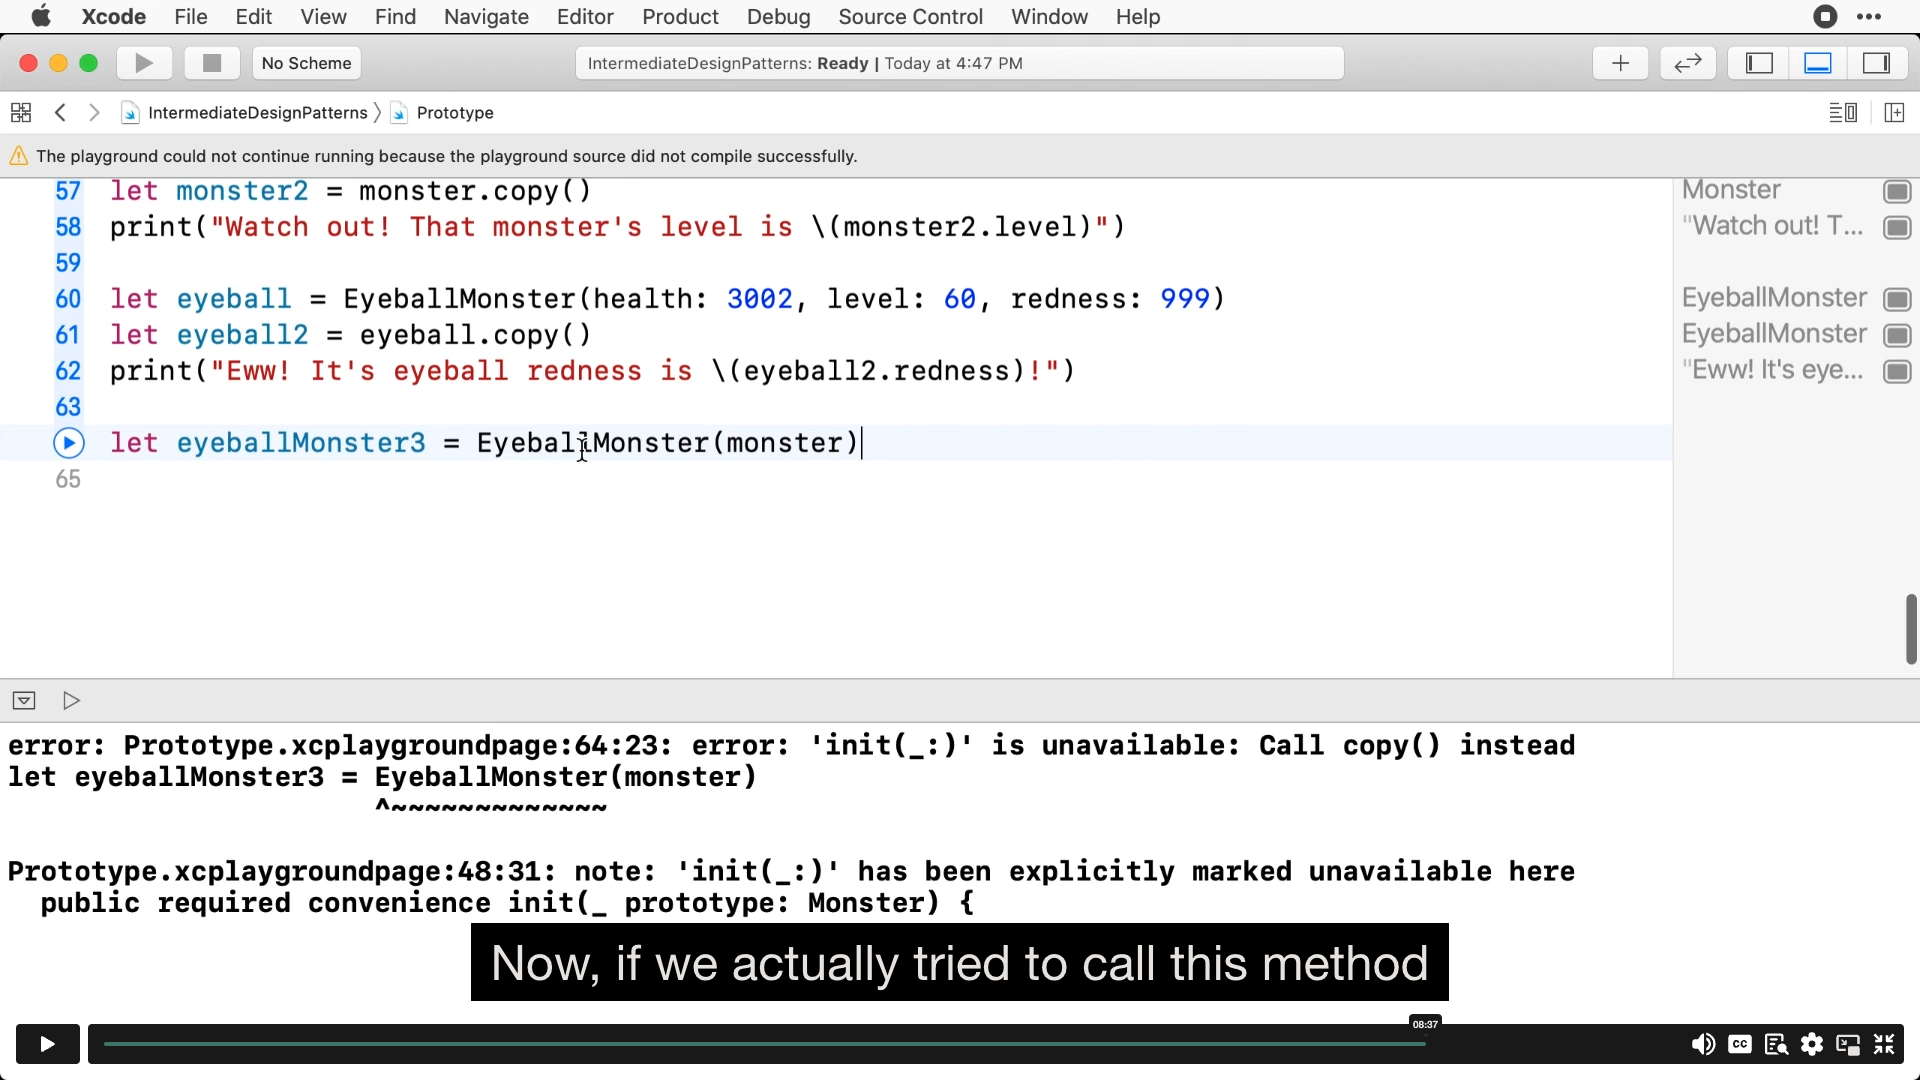 Xcode File Edit View Find Navigate Editor Product Debug Source Control Window Help
No Scheme
IntermediateDesignPatterns: Ready | Today at 4:47 PM
IntermediateDesignPatterns Prototype
The playground could not continue running because the playground source did not compile successfully.
57 let monster2 = monster.copy() Monster
58 print("Watch out! That monster's level is \(monster2.level)") "Watch out! T...
59
60 let eyeball = EyeballMonster(health: 3002, level: 60, redness: 999) EyeballMonster
61 let eyeball2 = eyeball.copy() EyeballMonster
62 print("Eww! It's eyeball redness is \(eyeball2.redness)!") "Eww! It's eye...
63
let eyeballMonster3 = EyeballMonster(monster)
65
error: Prototype.xcplaygroundpage:64:23: error: 'init(_:)' is unavailable: Call copy() instead
let eyeballMonster3 = EyeballMonster(monster)
^~~~~~~~~~~~~~
Prototype.xcplaygroundpage:48:31: note: 'init(_:)' has been explicitly marked unavailable here
public required convenience init(_ prototype: Monster) {
Now, if we actually tried to call this method
08:37
CC